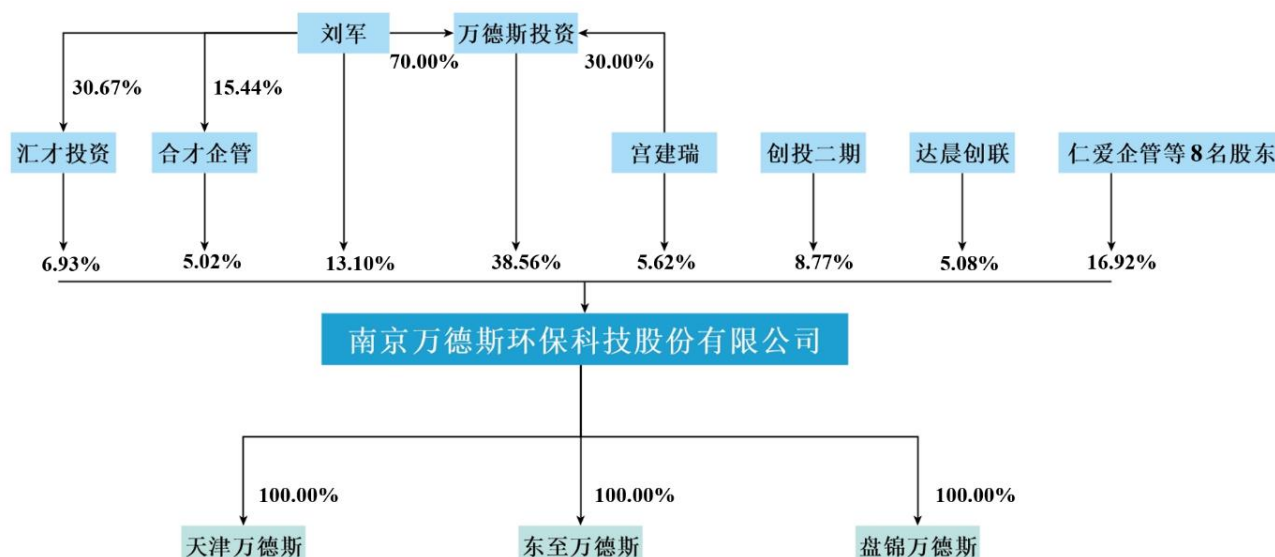 刘军
万德斯投资
70.00%
30.00%
30.67%
15.44%
汇才投资
合才企管
宫建瑞
创投二期
达晨创联
仁爱企管等8名股东
6.93%
5.02%
13.10%
38.56%
5.62%
8.77%
5.08%
16.92%
南京万德斯环保科技股份有限公司
100.00%
100.00%
100.00%
天津万德斯
东至万德斯
盘锦万德斯